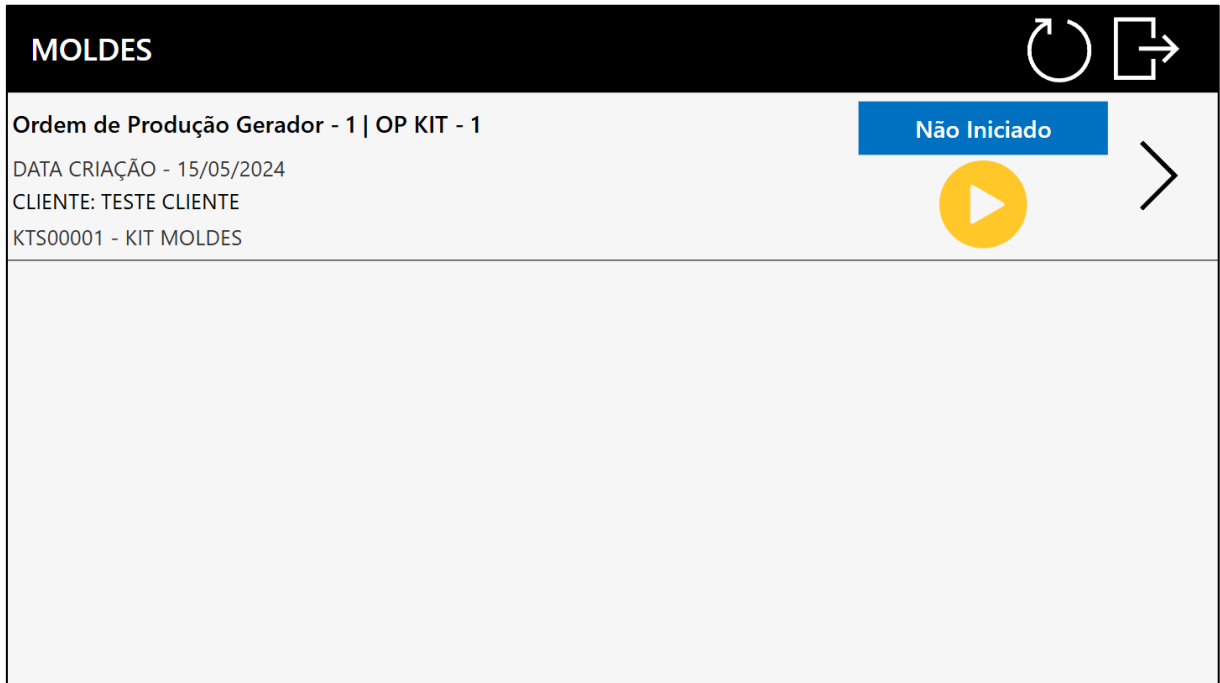 MOLDES
Ordem de Produção Gerador - 1 | OP KIT - 1
Não Iniciado
DATA CRIAÇÃO - 15/05/2024
CLIENTE: TESTE CLIENTE
KTS00001 - KIT MOLDES